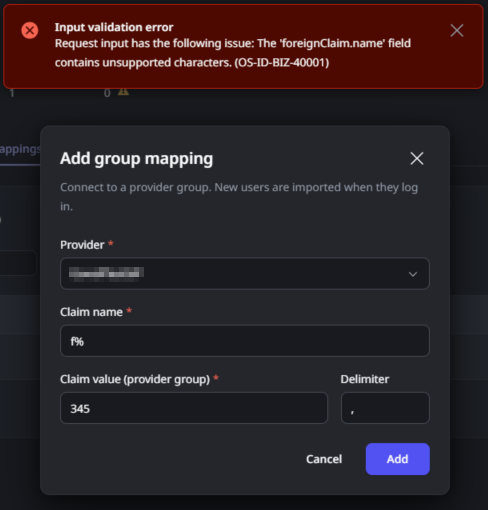 Input validation error
Request input has the following issue: The 'foreignClaim.name' field
contains unsupported characters. (OS-ID-BIZ-40001)
1 0
appings
Add group mapping
Connect to a provider group. New users are imported when they log
in.
Provider *
Claim name *
f%
Claim value (provider group) * Delimiter
345 ,
Cancel Add